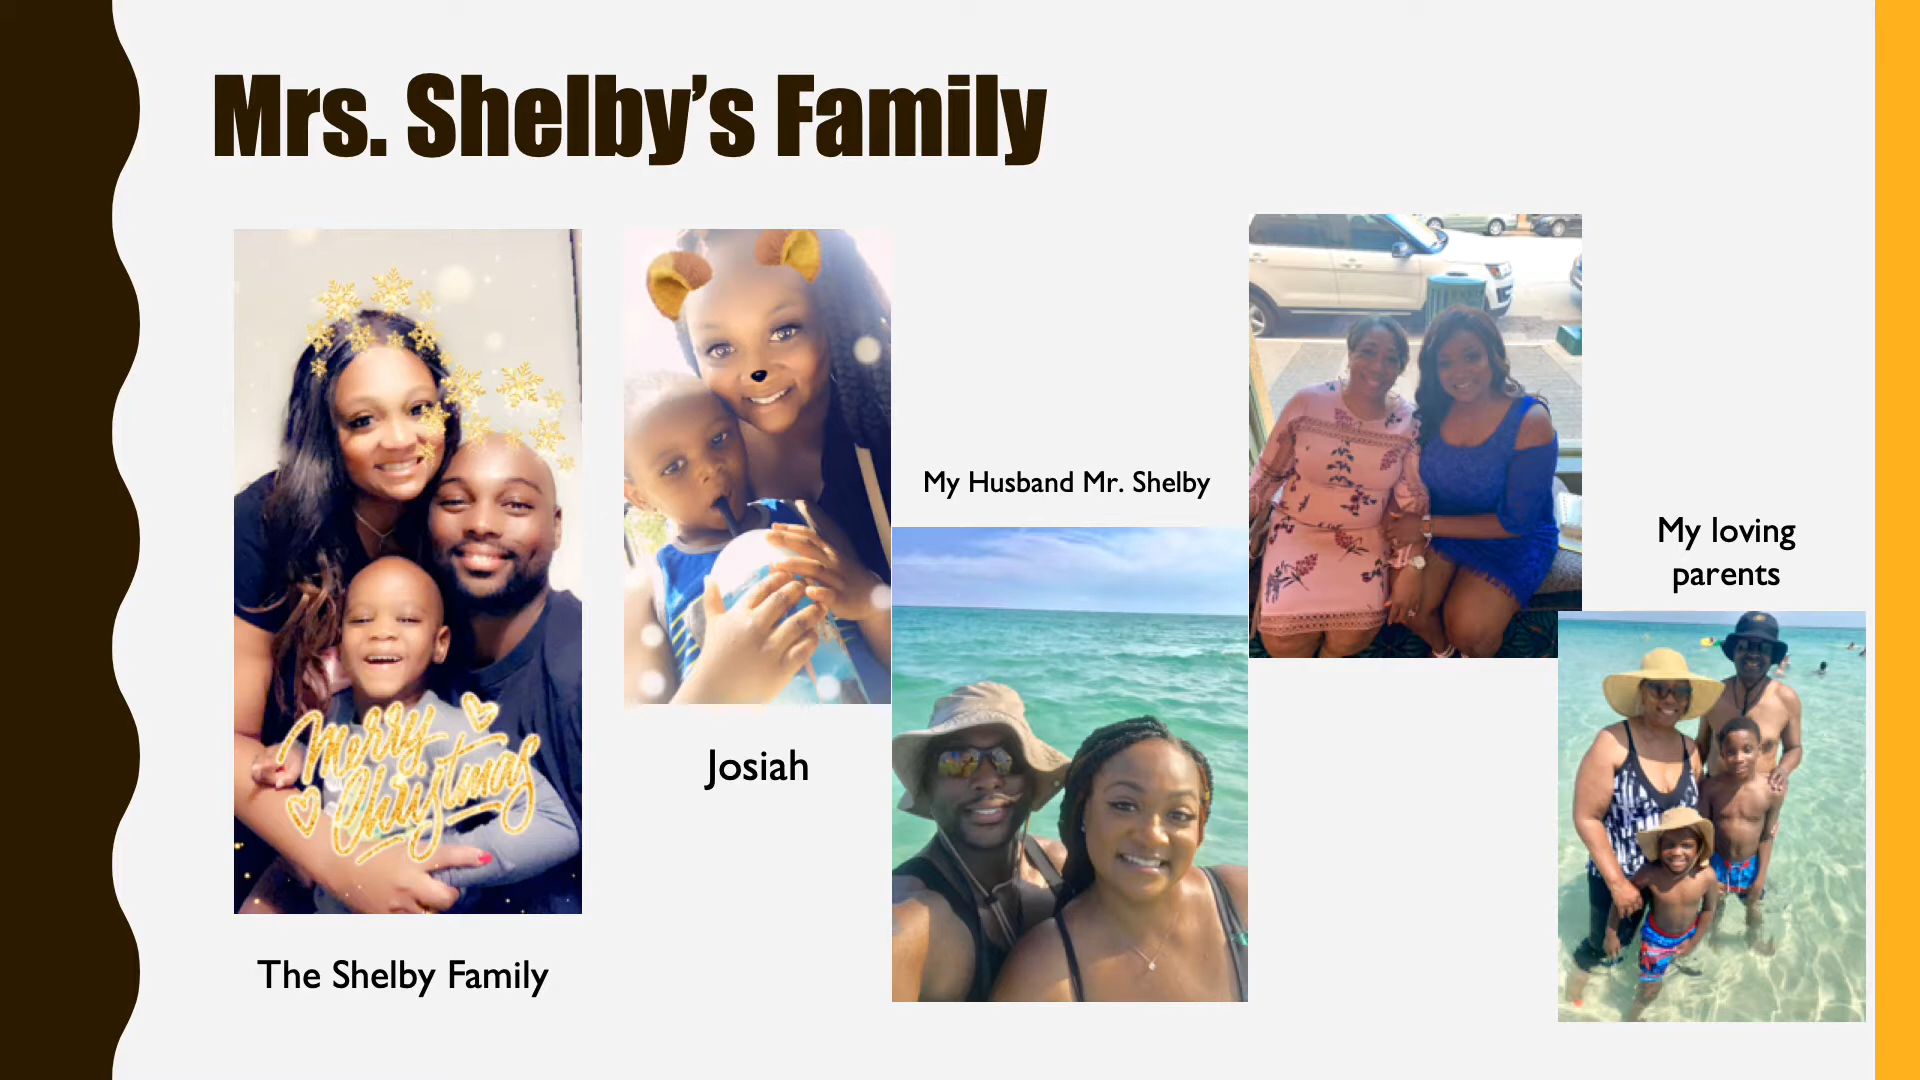 Mrs. Shelby’s Family
My Husband Mr. Shelby
My loving
parents
Merry
Christmas
Josiah
The Shelby Family